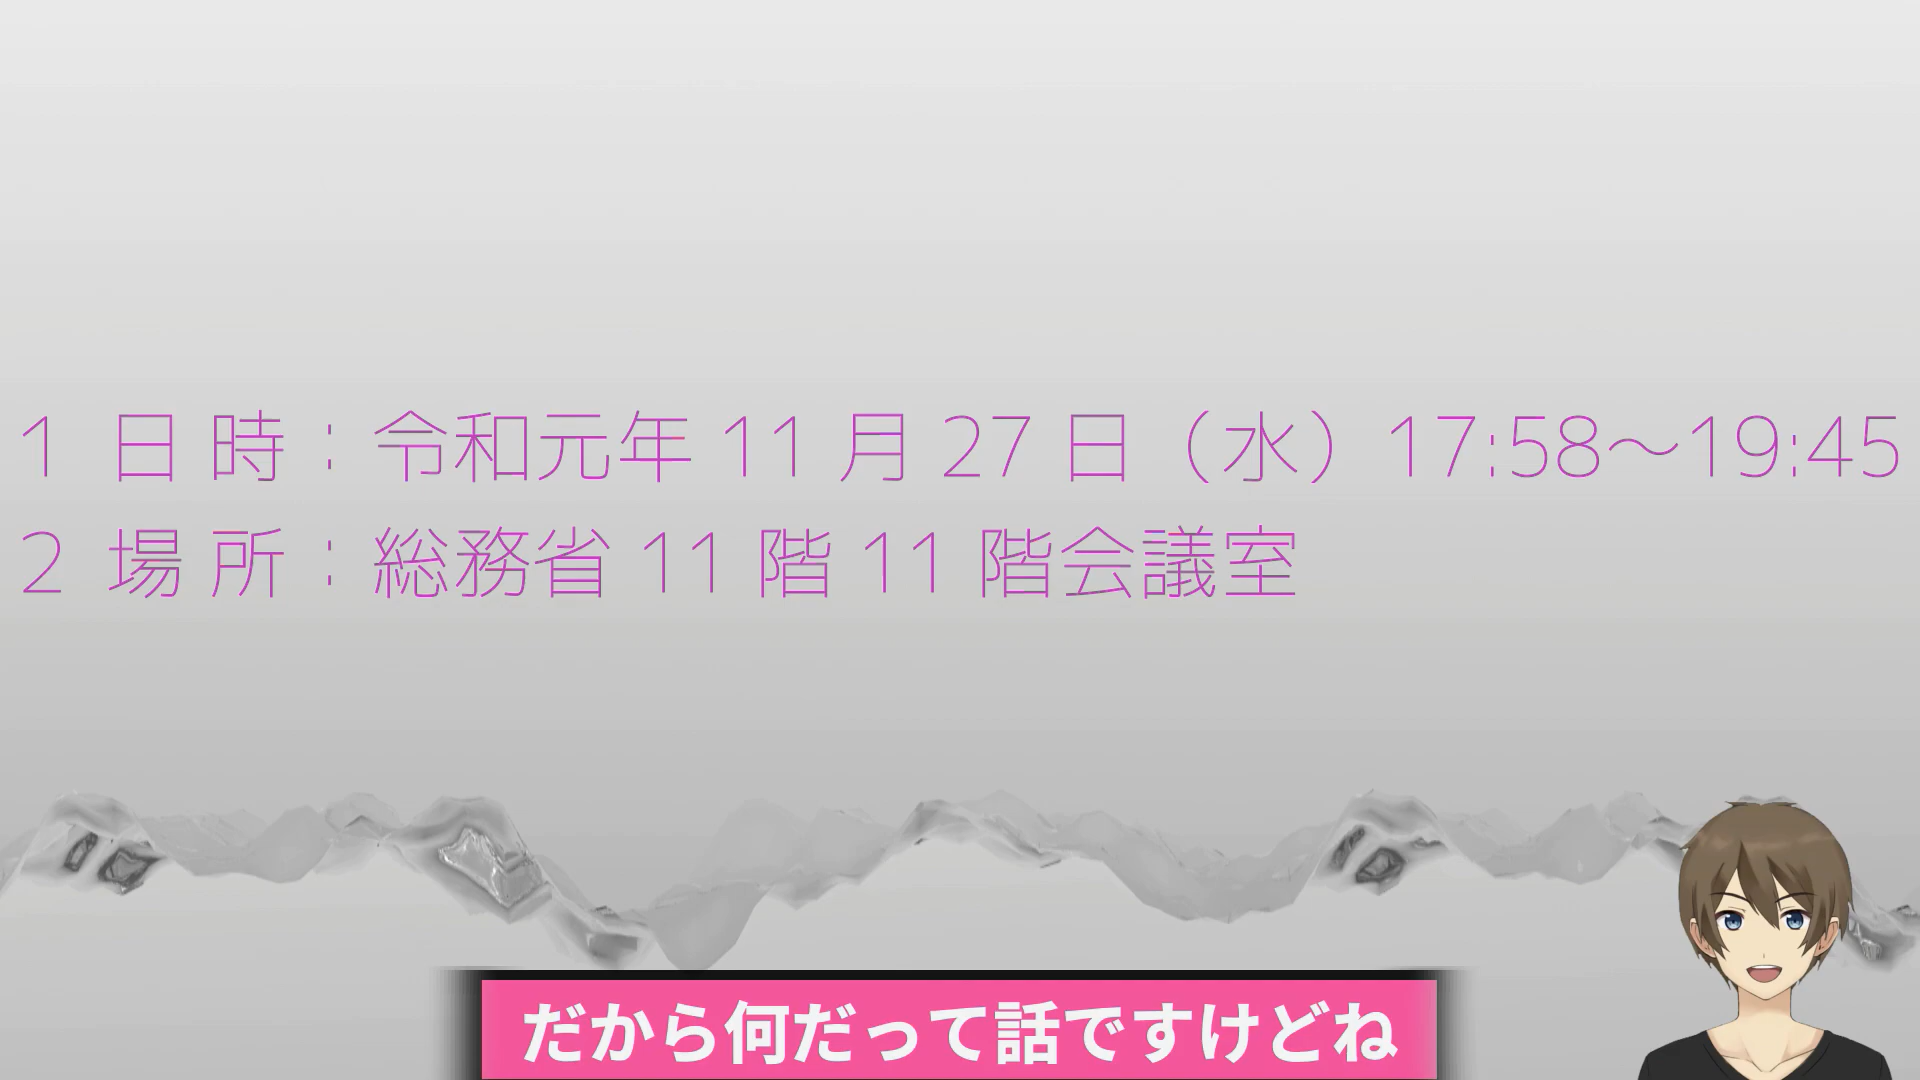 1 日 時：令和元年 11 月 27 日（水）17:58～19:45
2 場 所：総務省 11 階 11 階会議室
だから何だって話ですけどね